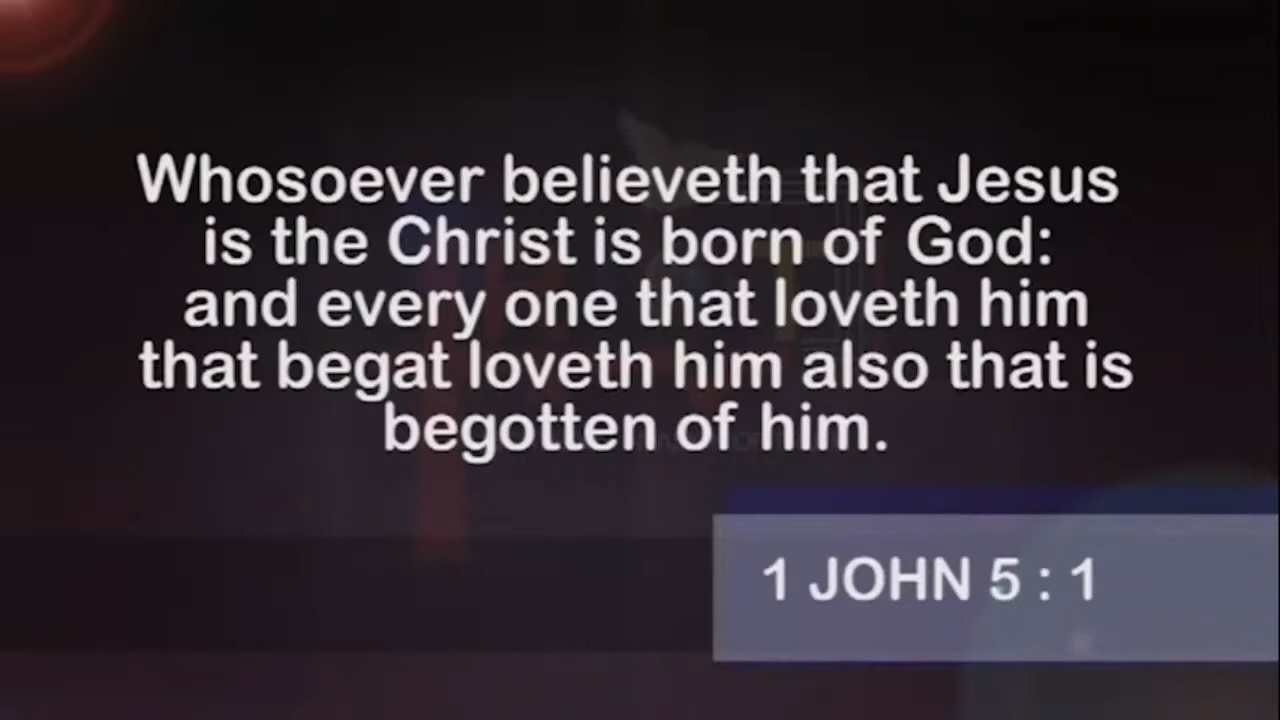 Whosoever believeth that Jesus
is the Christ is born of God:
and every one that loveth him
that begat loveth him also that is
begotten of him.
1 JOHN 5 : 1